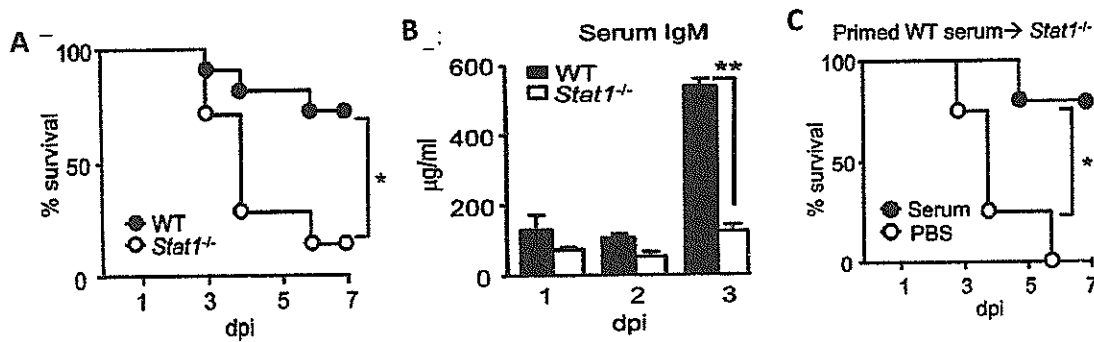 A
100
50
0
% survival
WT
Stat1-/-
*
1 3 5 7
dpi
B
Serum IgM
600
400
200
0
µg/ml
WT
Stat1-/-
**
1 2 3
dpi
C
Primed WT serum→ Stat1-/-
100
50
0
% survival
Serum
PBS
*
1 3 5 7
dpi